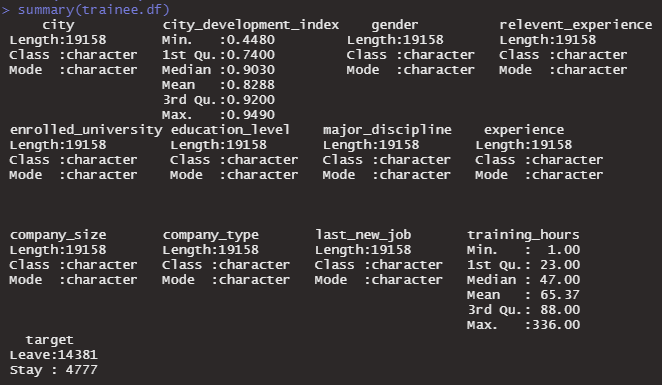 > summary(trainee.df)
city city_development_index gender relevent_experience
Length:19158 Min. :0.4480 Length:19158 Length:19158
Class :character 1st Qu.:0.7400 Class :character Class :character
Mode :character Median :0.9030 Mode :character Mode :character
Mean :0.8288
3rd Qu.:0.9200
Max. :0.9490
enrolled_university education_level major_discipline experience
Length:19158 Length:19158 Length:19158 Length:19158
Class :character Class :character Class :character Class :character
Mode :character Mode :character Mode :character Mode :character
company_size company_type last_new_job training_hours
Length:19158 Length:19158 Length:19158 Min. : 1.00
Class :character Class :character Class :character 1st Qu.: 23.00
Mode :character Mode :character Mode :character Median : 47.00
Mean : 65.37
3rd Qu.: 88.00
Max. :336.00
target
Leave:14381
Stay : 4777